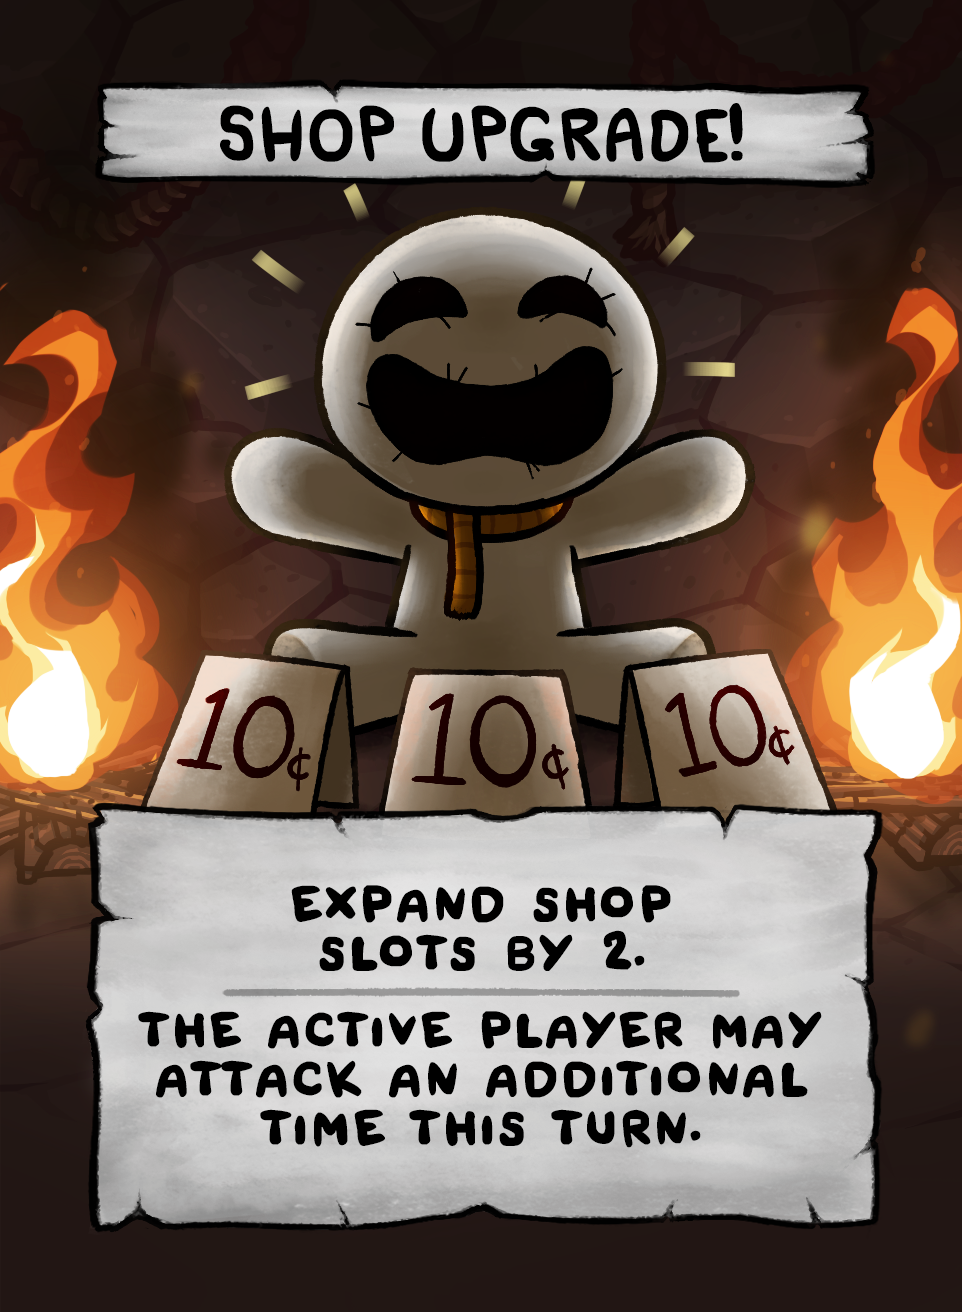 SHOP UPGRADE!
10¢ 10¢ 10¢
EXPAND SHOP
SLOTS BY 2.
THE ACTIVE PLAYER MAY
ATTACK AN ADDITIONAL
TIME THIS TURN.